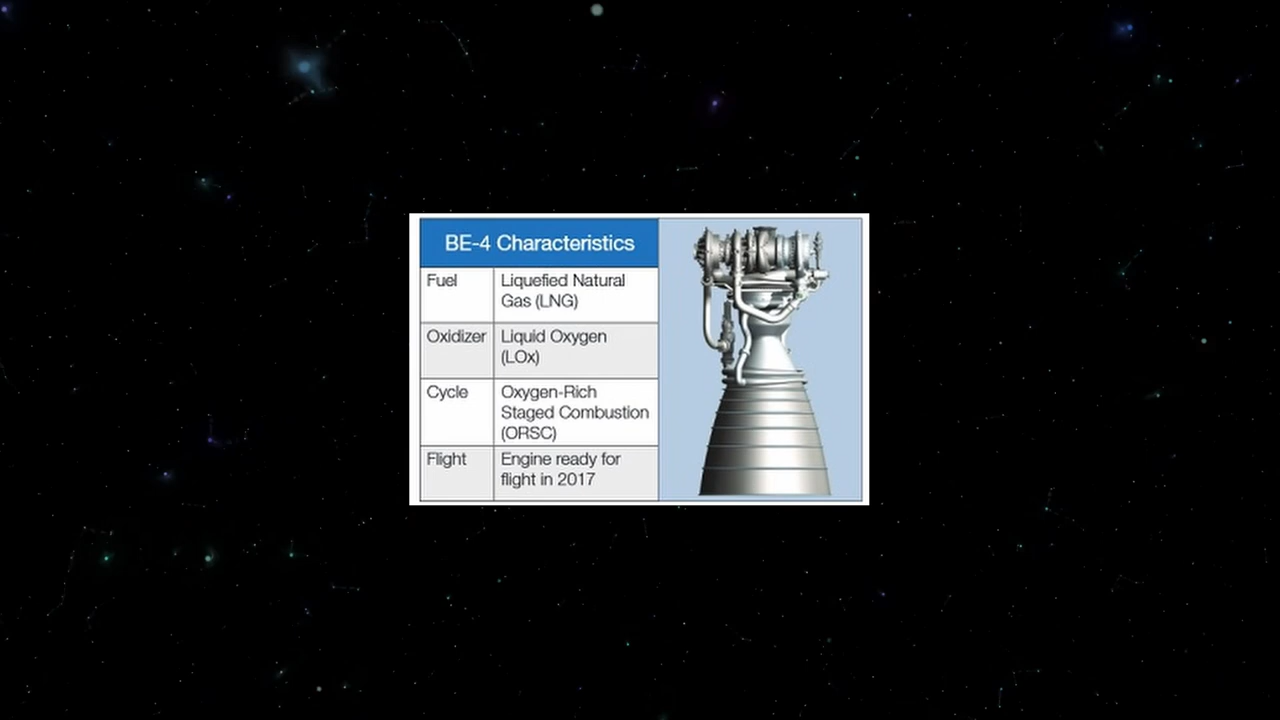 BE-4 Characteristics
Fuel
Liquefied Natural
Gas (LNG)
Oxidizer
Liquid Oxygen
(LOx)
Cycle
Oxygen-Rich
Staged Combustion
(ORSC)
Flight
Engine ready for
flight in 2017